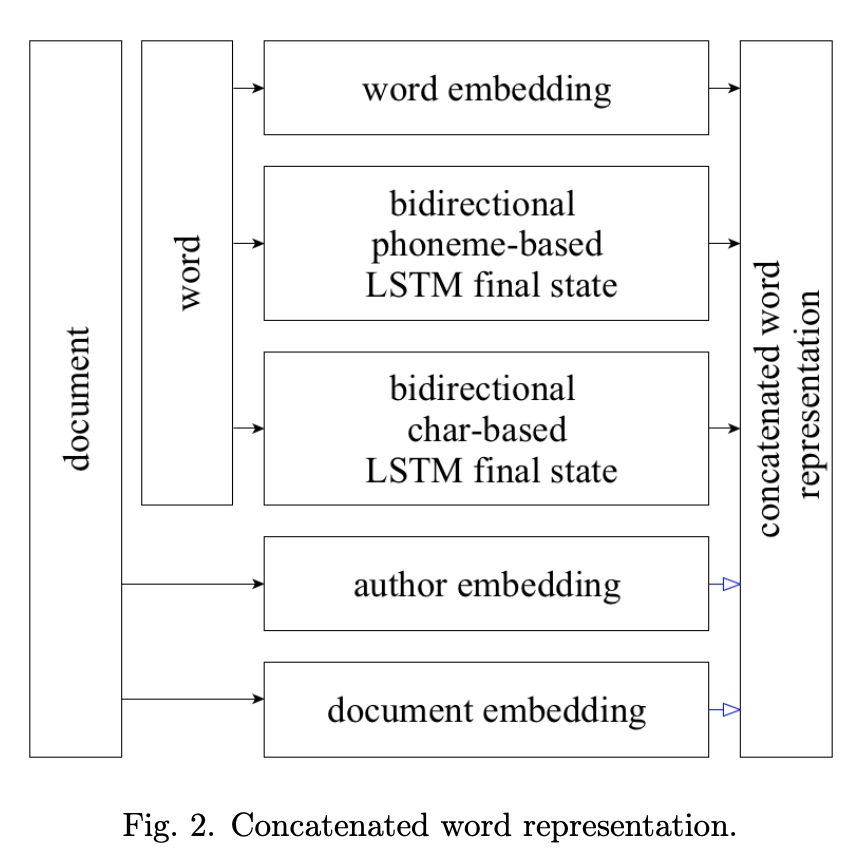 document
word
word embedding
bidirectional
phoneme-based
LSTM final state
bidirectional
char-based
LSTM final state
author embedding
document embedding
concatenated word
representation
Fig. 2. Concatenated word representation.